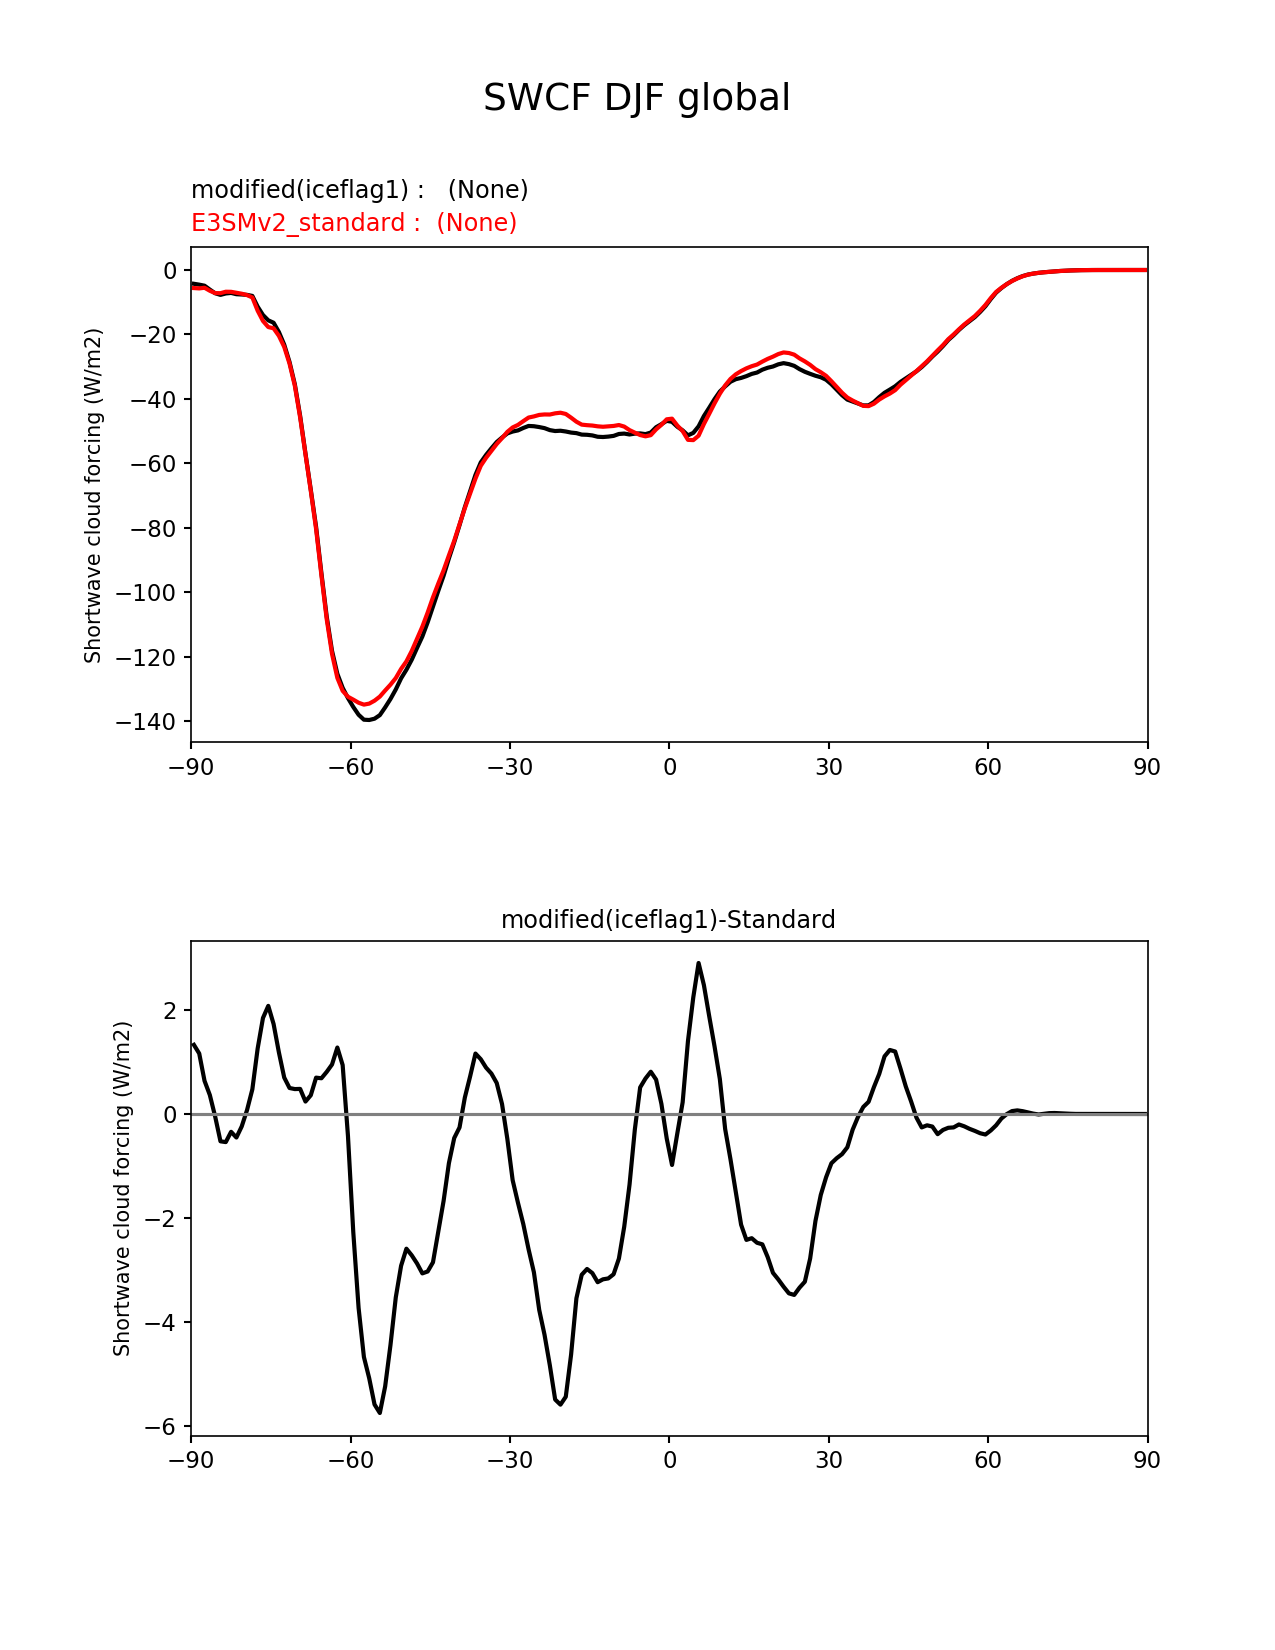 SWCF DJF global
modified(iceflag1) :   (None)
E3SMv2_standard :  (None)
Shortwave cloud forcing (W/m2)
0
−20
−40
−60
−80
−100
−120
−140
−90 −60 −30 0 30 60 90
modified(iceflag1)-Standard
Shortwave cloud forcing (W/m2)
2
0
−2
−4
−6
−90 −60 −30 0 30 60 90